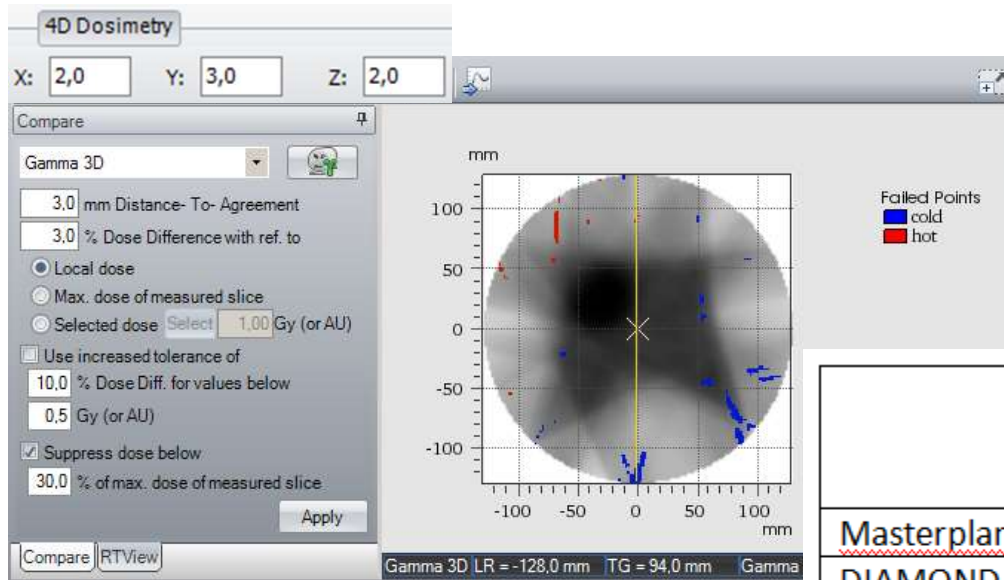 4D Dosimetry
X: 2,0 Y: 3,0 Z: 2,0
Compare
Gamma 3D
3,0 mm Distance- To- Agreement
3,0 % Dose Difference with ref. to
Local dose
Max. dose of measured slice
Selected dose Select 1,00 Gy (or AU)
Use increased tolerance of
10,0 % Dose Diff. for values below
0,5 Gy (or AU)
Suppress dose below
30,0 % of max. dose of measured slice
Apply
Compare RTView
mm
100
50
0
-50
-100
-100 -50 0 50 100
mm
Failed Points
cold
hot
Gamma 3D LR = -128,0 mm TG = 94,0 mm Gamma
Masterplan
DIAMOND